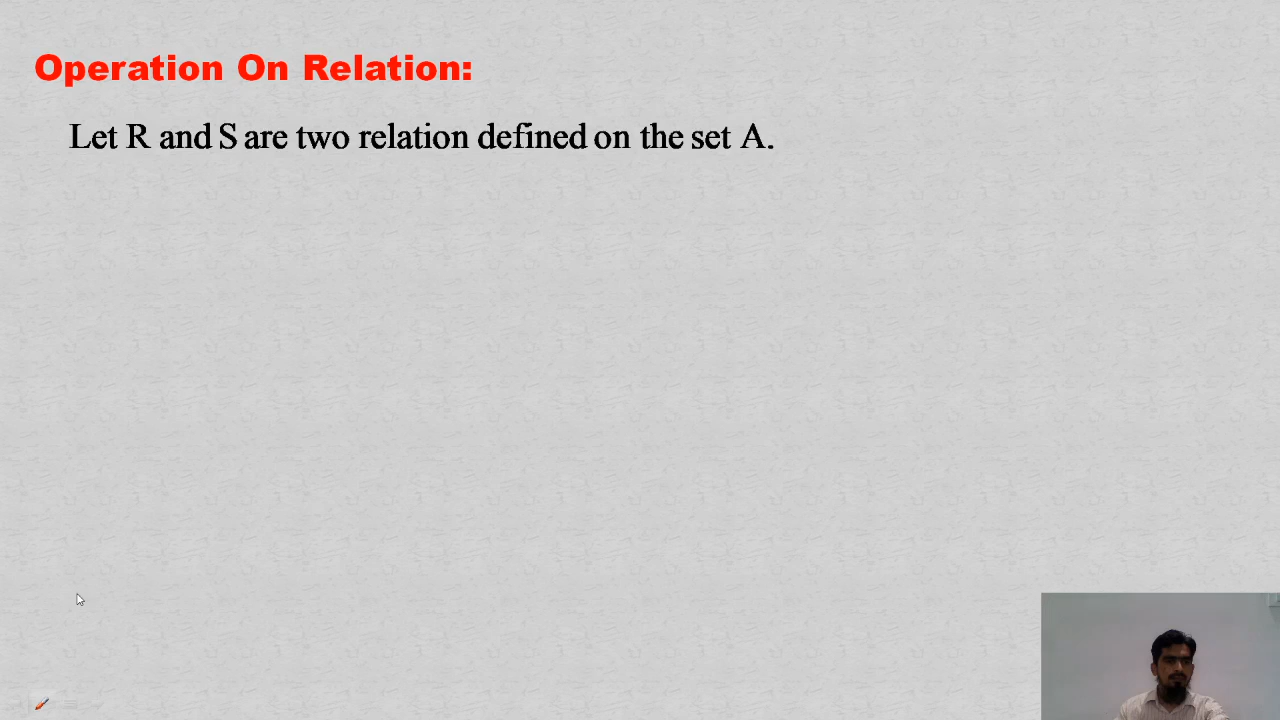 Operation On Relation:
Let R and S are two relation defined on the set A.